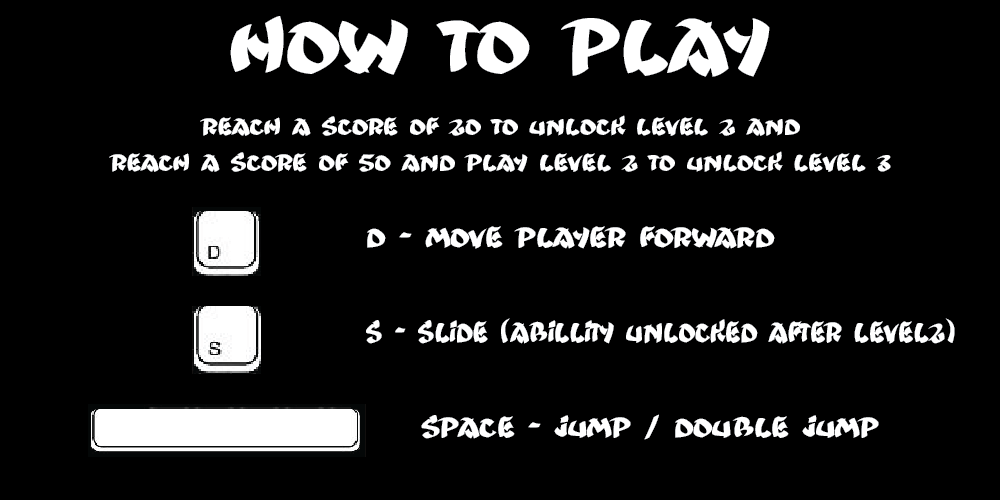 HOW TO PLAY
REACH A SCORE OF 20 TO UNLOCK LEVEL 2 AND
REACH A SCORE OF 50 AND PLAY LEVEL 2 TO UNLOCK LEVEL 3
D
D - MOVE PLAYER FORWARD
S
S - SLIDE (ABILLITY UNLOCKED AFTER LEVEL2)
SPACE - JUMP / DOUBLE JUMP